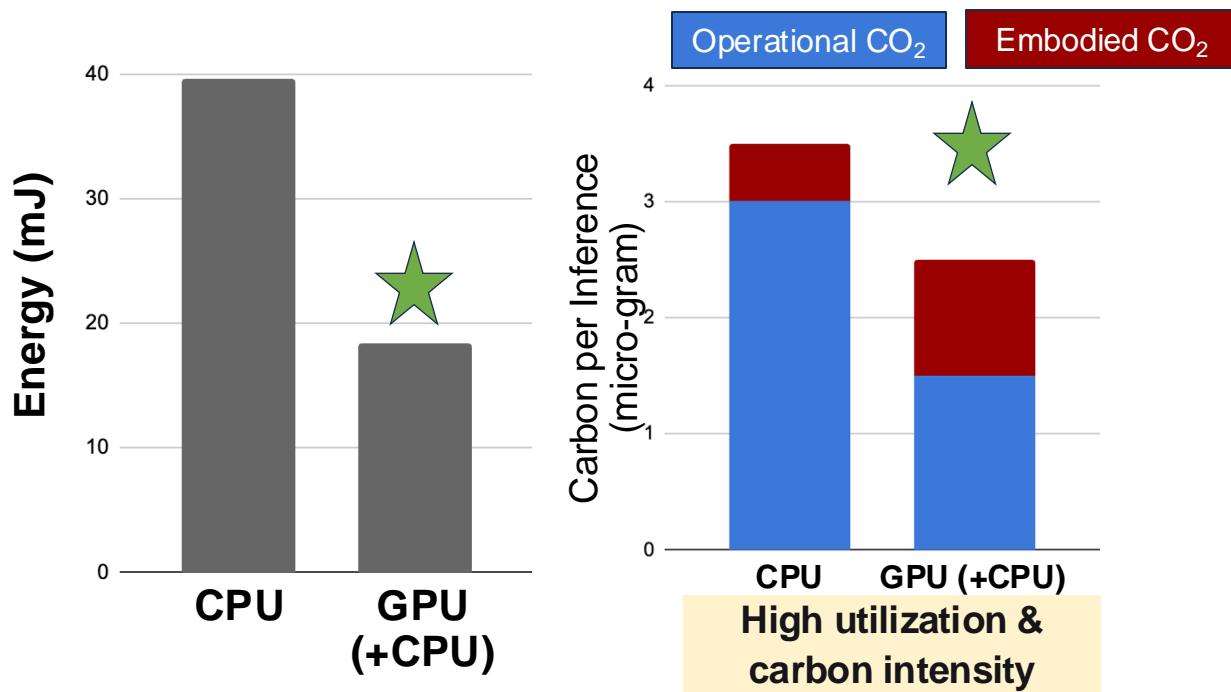 Energy (mJ)
40
30
20
10
0
CPU
GPU
(+CPU)
Operational CO₂
Embodied CO₂
Carbon per Inference
(micro-gram)
4
3
2
1
0
CPU
GPU (+CPU)
High utilization &
carbon intensity